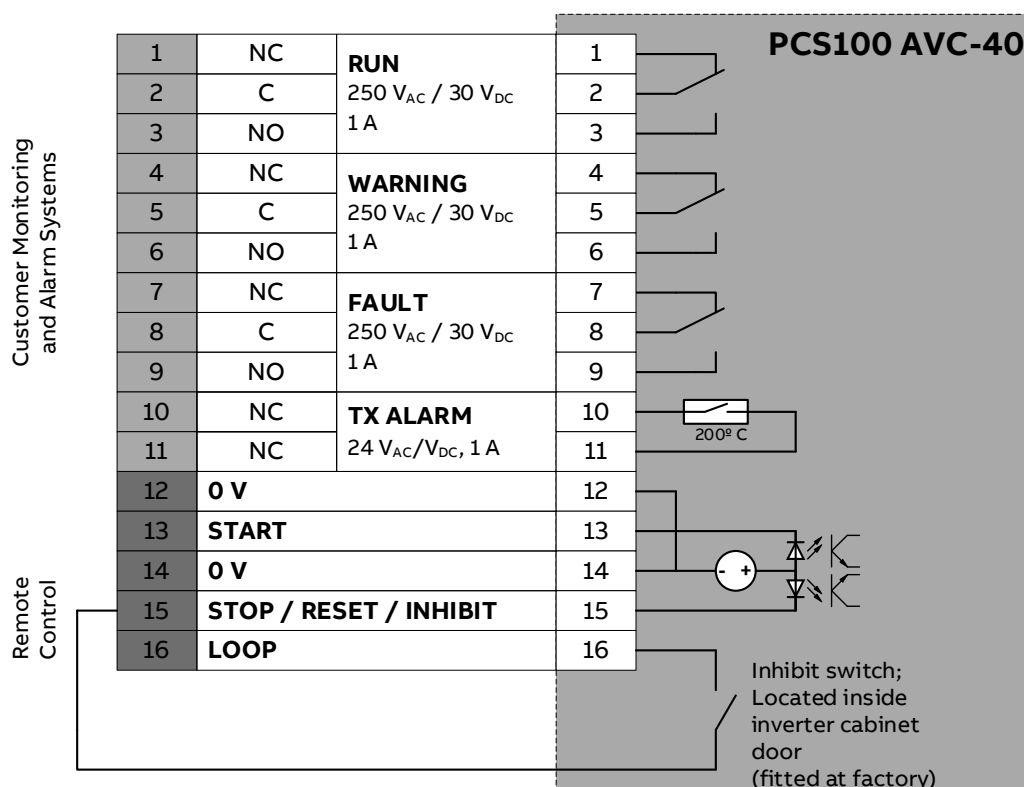 PCS100 AVC-40
Customer Monitoring
and Alarm Systems
1 NC RUN 1
2 C 250 VAC / 30 VDC 2
3 NO 1 A 3
4 NC WARNING 4
5 C 250 VAC / 30 VDC 5
6 NO 1 A 6
7 NC FAULT 7
8 C 250 VAC / 30 VDC 8
9 NO 1 A 9
10 NC TX ALARM 10
11 NC 24 VAC/VDC, 1 A 11
200º C
Remote
Control
12 0 V 12
13 START 13
14 0 V 14
- +
15 STOP / RESET / INHIBIT 15
16 LOOP 16
Inhibit switch;
Located inside
inverter cabinet
door
(fitted at factory)